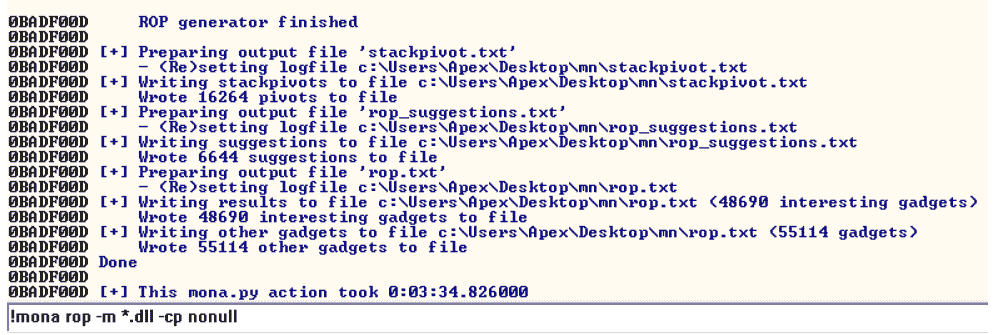 0BADF00D ROP generator finished
0BADF00D
0BADF00D [+] Preparing output file 'stackpivot.txt'
0BADF00D - (Re)setting logfile c:\Users\Apex\Desktop\mn\stackpivot.txt
0BADF00D [+] Writing stackpivots to file c:\Users\Apex\Desktop\mn\stackpivot.txt
0BADF00D Wrote 16264 pivots to file
0BADF00D [+] Preparing output file 'rop_suggestions.txt'
0BADF00D - (Re)setting logfile c:\Users\Apex\Desktop\mn\rop_suggestions.txt
0BADF00D [+] Writing suggestions to file c:\Users\Apex\Desktop\mn\rop_suggestions.txt
0BADF00D Wrote 6644 suggestions to file
0BADF00D [+] Preparing output file 'rop.txt'
0BADF00D - (Re)setting logfile c:\Users\Apex\Desktop\mn\rop.txt
0BADF00D [+] Writing results to file c:\Users\Apex\Desktop\mn\rop.txt (48690 interesting gadgets)
0BADF00D Wrote 48690 interesting gadgets to file
0BADF00D [+] Writing other gadgets to file c:\Users\Apex\Desktop\mn\rop.txt (55114 gadgets)
0BADF00D Wrote 55114 other gadgets to file
0BADF00D Done
0BADF00D
0BADF00D [+] This mona.py action took 0:03:34.826000
!mona rop -m *.dll -cp nonull